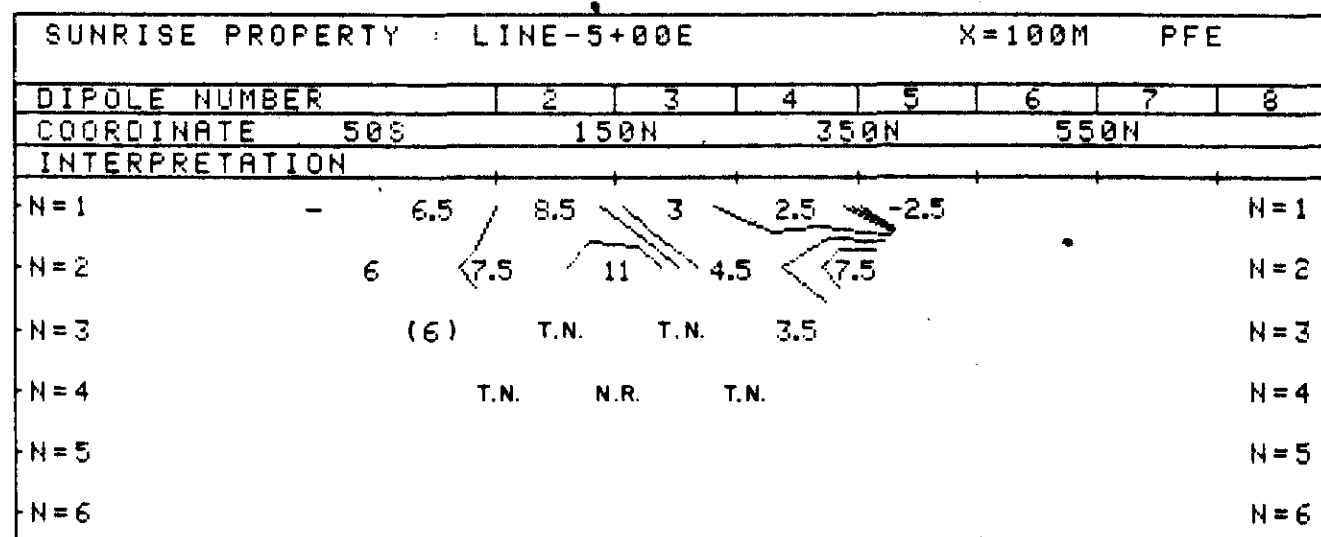 SUNRISE PROPERTY : LINE-5+00E X=100M PFE
DIPOLE NUMBER 2 3 4 5 6 7 8
COORDINATE 50S 150N 350N 550N
INTERPRETATION
N=1 - 6.5 8.5 3 2.5 -2.5 N=1
N=2 6 7.5 11 4.5 7.5 N=2
N=3 (6) T.N. T.N. 3.5 N=3
N=4 T.N. N.R. T.N. N=4
N=5 N=5
N=6 N=6